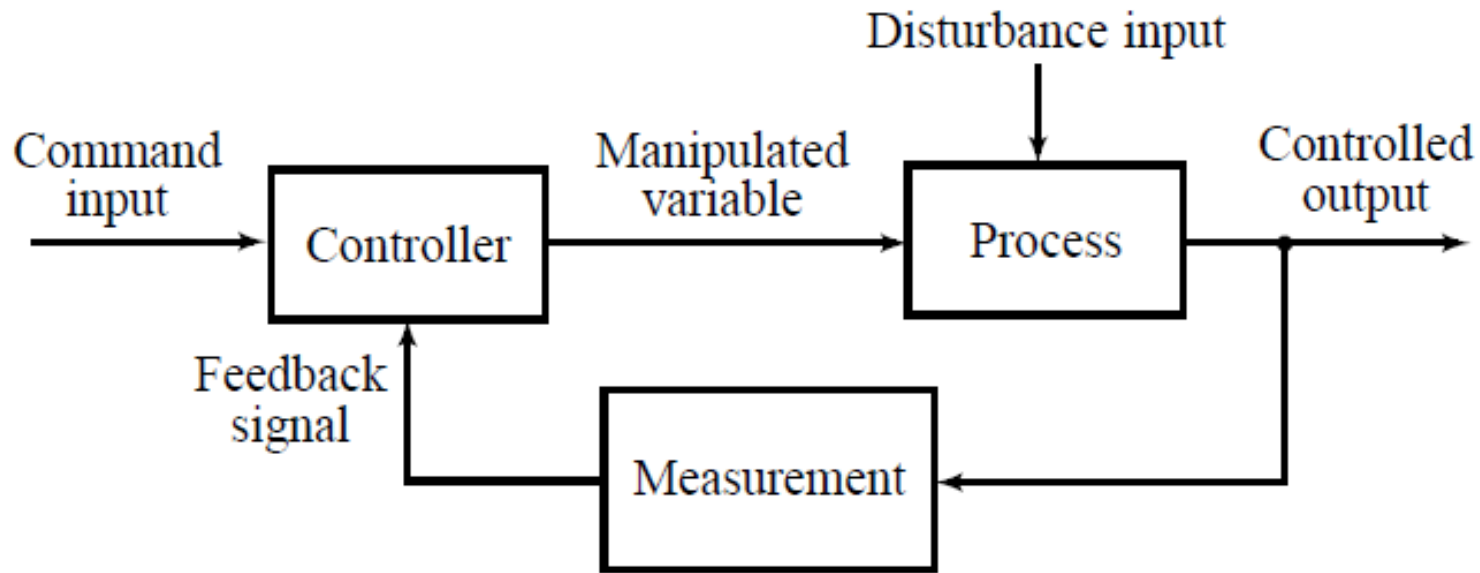 Disturbance input
Command
input
Manipulated
variable
Controlled
output
Controller
Process
Feedback
signal
Measurement